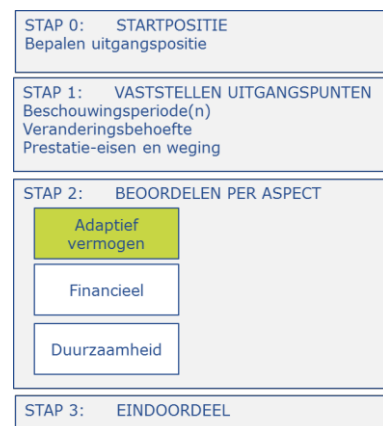 STAP 0: STARTPOSITIE
Bepalen uitgangspositie
STAP 1: VASTSTELLEN UITGANGSPUNTEN
Beschouwingsperiode(n)
Veranderingsbehoefte
Prestatie-eisen en weging
STAP 2: BEOORDELEN PER ASPECT
Adaptief
vermogen
Financieel
Duurzaamheid
STAP 3: EINDOORDEEL